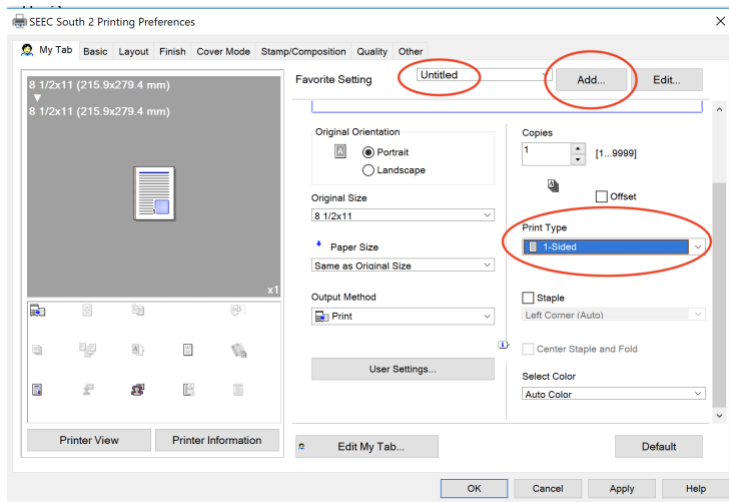 SEEC South 2 Printing Preferences
My Tab Basic Layout Finish Cover Mode Stamp/Composition Quality Other
8 1/2x11 (215.9x279.4 mm)
8 1/2x11 (215.9x279.4 mm)
x1
Printer View Printer Information
Favorite Setting Untitled Add... Edit...
Original Orientation
Portrait
Landscape
Original Size
8 1/2x11
Paper Size
Same as Original Size
Output Method
Print
User Settings...
Copies
1 [1...9999]
Offset
Print Type
1-Sided
Staple
Left Corner (Auto)
Center Staple and Fold
Select Color
Auto Color
Edit My Tab... Default
OK Cancel Apply Help